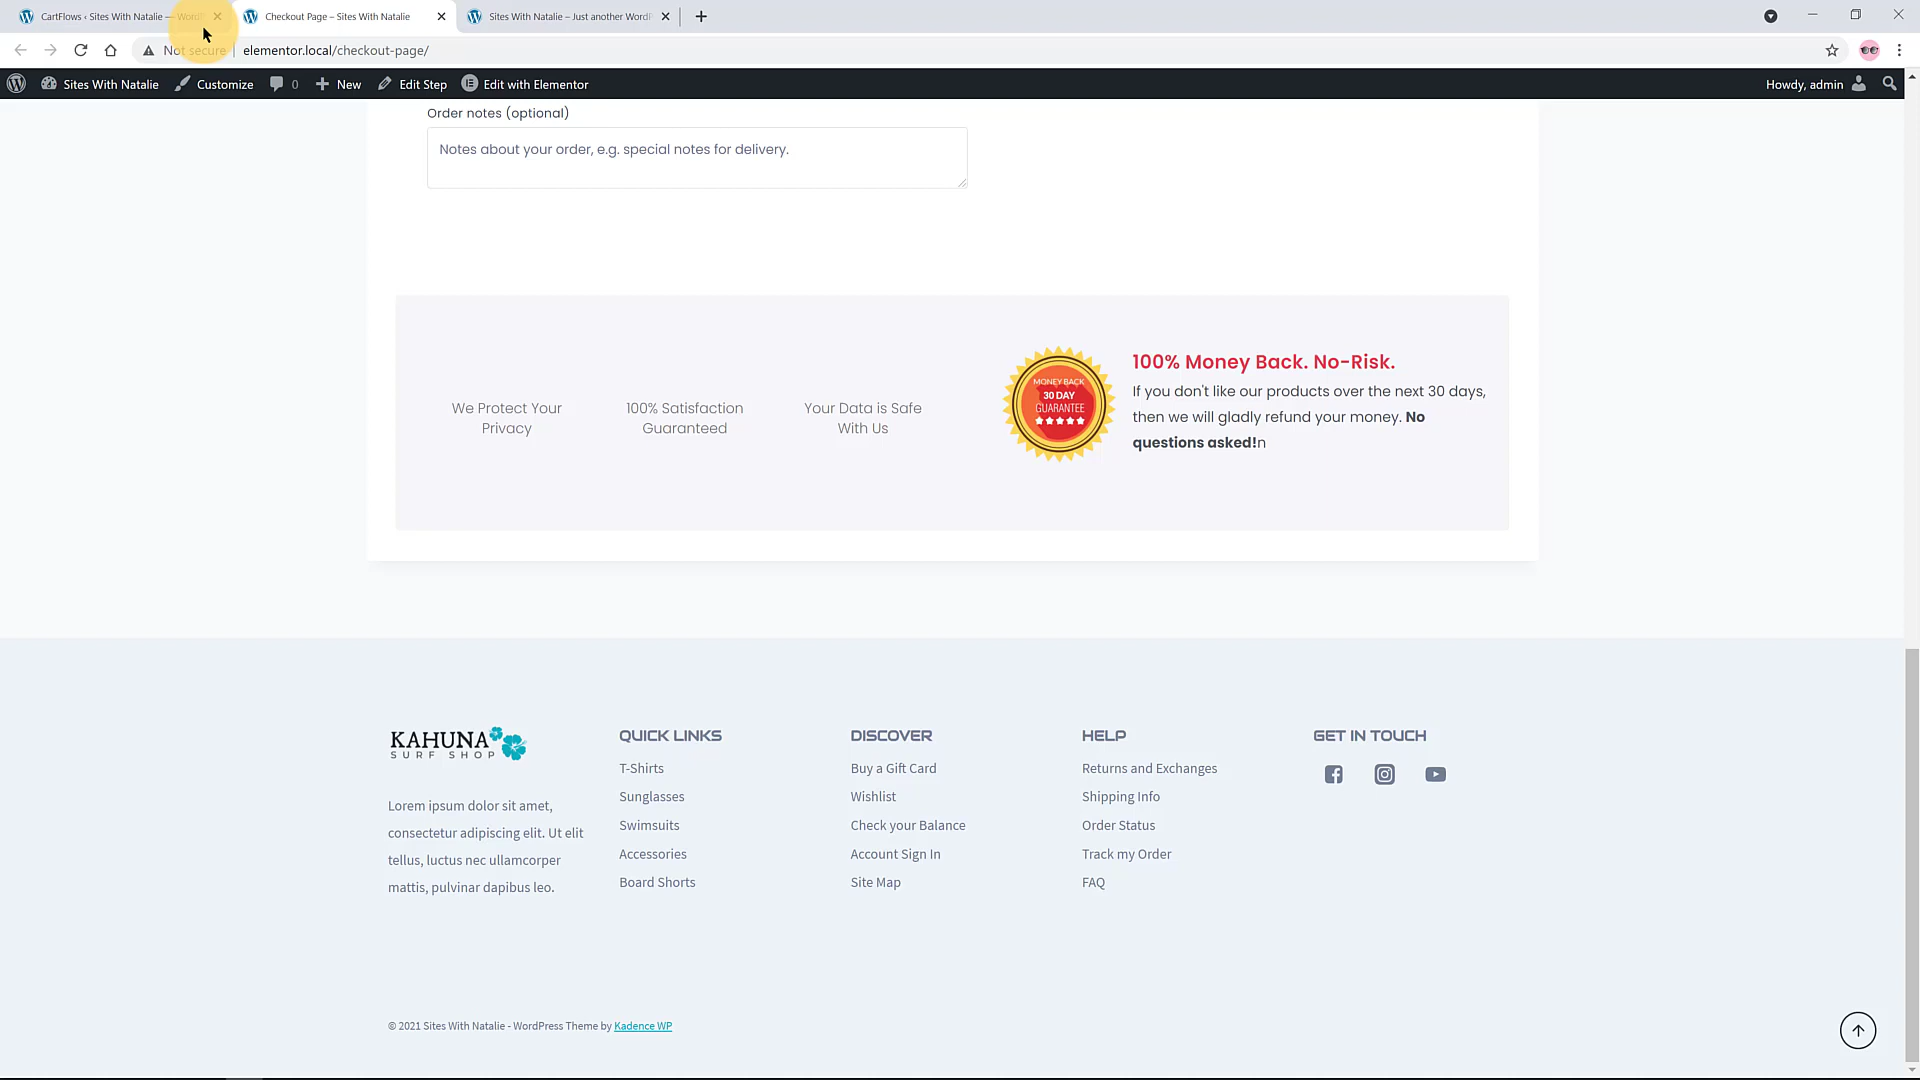 CartFlows ‹ Sites With Natalie — WordP
Checkout Page – Sites With Natalie
Sites With Natalie – Just another WordP
Not secure
elementor.local/checkout-page/
Sites With Natalie
Customize
0
New
Edit Step
Edit with Elementor
Howdy, admin
Order notes (optional)
Notes about your order, e.g. special notes for delivery.
We Protect Your
Privacy
100% Satisfaction
Guaranteed
Your Data is Safe
With Us
MONEY BACK
30 DAY
GUARANTEE
100% Money Back. No-Risk.
If you don't like our products over the next 30 days,
then we will gladly refund your money. No
questions asked!n
KAHUNA
SURF SHOP
Lorem ipsum dolor sit amet,
consectetur adipiscing elit. Ut elit
tellus, luctus nec ullamcorper
mattis, pulvinar dapibus leo.
QUICK LINKS
T-Shirts
Sunglasses
Swimsuits
Accessories
Board Shorts
DISCOVER
Buy a Gift Card
Wishlist
Check your Balance
Account Sign In
Site Map
HELP
Returns and Exchanges
Shipping Info
Order Status
Track my Order
FAQ
GET IN TOUCH
© 2021 Sites With Natalie - WordPress Theme by Kadence WP